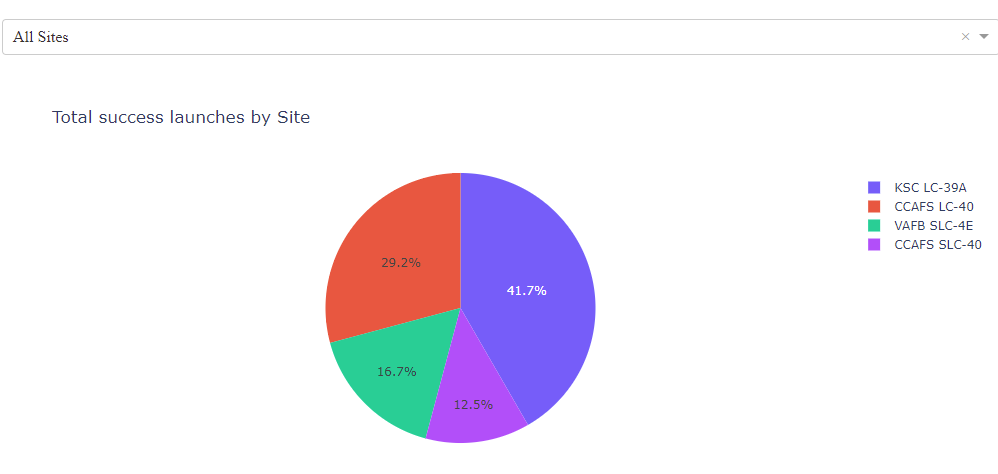 All Sites ×
Total success launches by Site
KSC LC-39A
CCAFS LC-40
VAFB SLC-4E
CCAFS SLC-40
29.2%
41.7%
16.7%
12.5%